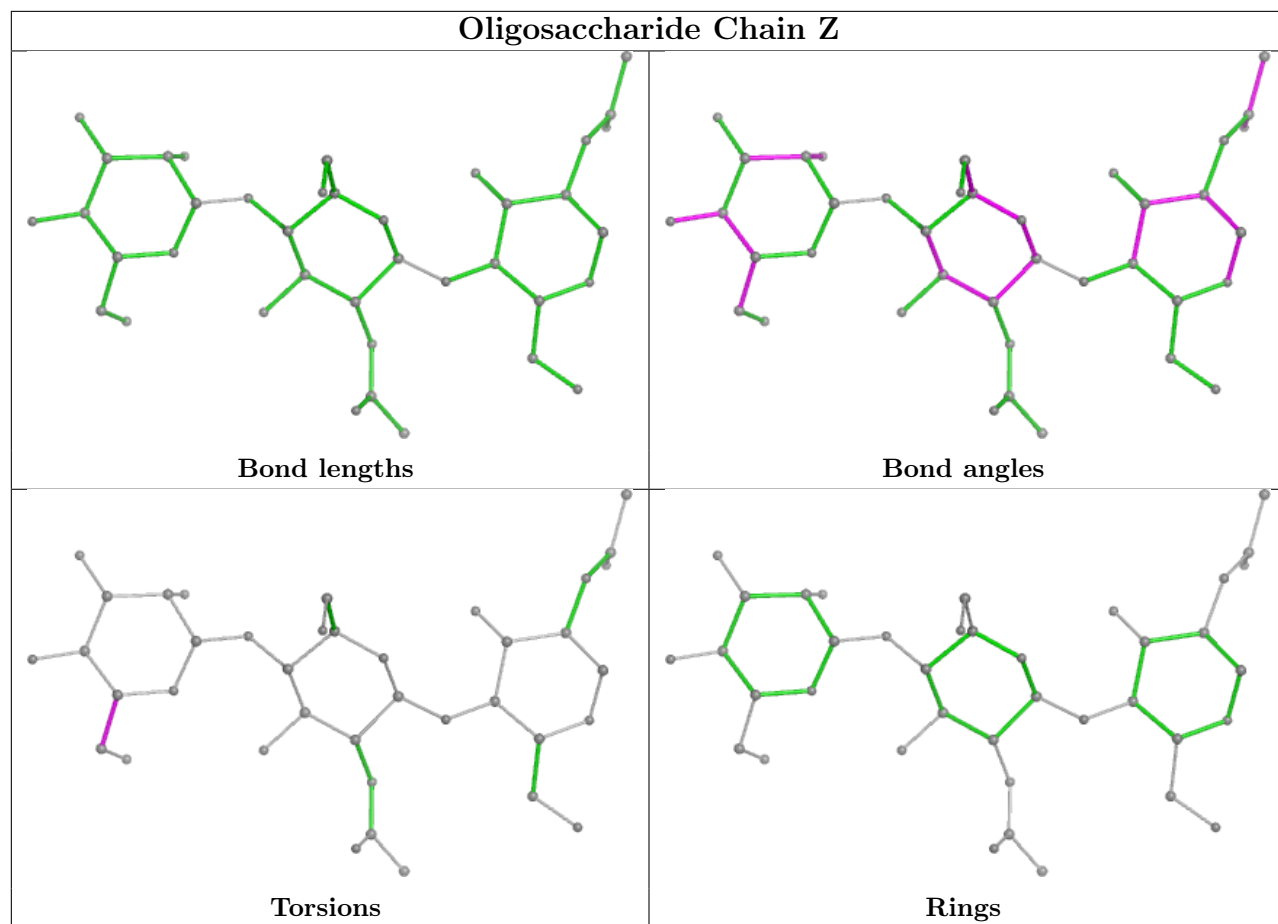 Oligosaccharide Chain Z
Bond lengths
Bond angles
Torsions
Rings